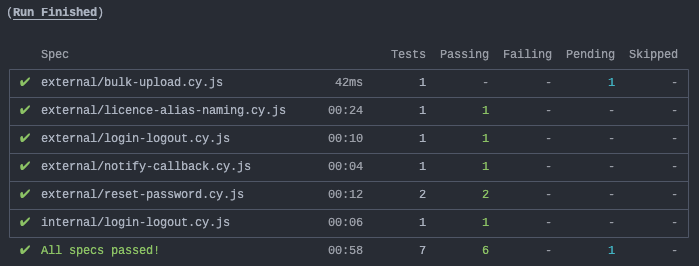 (Run Finished)
Spec Tests Passing Failing Pending Skipped
✔ external/bulk-upload.cy.js 42ms 1 - - 1 -
✔ external/licence-alias-naming.cy.js 00:24 1 1 - - -
✔ external/login-logout.cy.js 00:10 1 1 - - -
✔ external/notify-callback.cy.js 00:04 1 1 - - -
✔ external/reset-password.cy.js 00:12 2 2 - - -
✔ internal/login-logout.cy.js 00:06 1 1 - - -
✔ All specs passed! 00:58 7 6 - 1 -